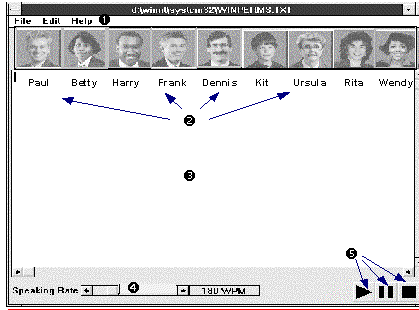 d:\winnt\system32\WINPERMS.TXT
File Edit Help ❶
Paul Betty Harry Frank Dennis Kit Ursula Rita Wendy
❷
❸
❺
Speaking Rate ❹ 180 WPM